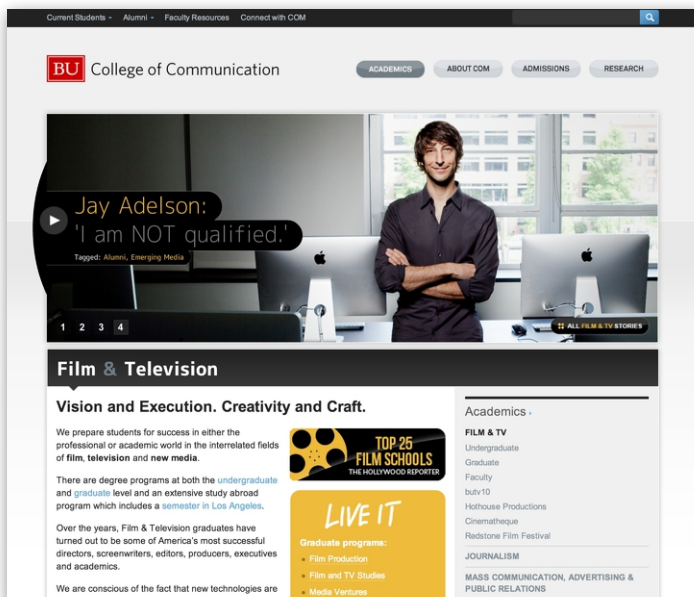 Current Students Alumni Faculty Resources Connect with COM
BU College of Communication
ACADEMICS ABOUT COM ADMISSIONS RESEARCH
Jay Adelson:
'I am NOT qualified.'
Tagged: Alumni, Emerging Media
1 2 3 4
ALL FILM & TV STORIES
Film & Television
Vision and Execution. Creativity and Craft.
We prepare students for success in either the
professional or academic world in the interrelated fields
of film, television and new media.
There are degree programs at both the undergraduate
and graduate level and an extensive study abroad
program which includes a semester in Los Angeles.
Over the years, Film & Television graduates have
turned out to be some of America's most successful
directors, screenwriters, editors, producers, executives
and academics.
We are conscious of the fact that new technologies are
TOP 25
FILM SCHOOLS
THE HOLLYWOOD REPORTER
LIVE IT
Graduate programs:
• Film Production
• Film and TV Studies
• Media Ventures
Academics
FILM & TV
Undergraduate
Graduate
Faculty
butv10
Hothouse Productions
Cinematheque
Redstone Film Festival
JOURNALISM
MASS COMMUNICATION, ADVERTISING &
PUBLIC RELATIONS